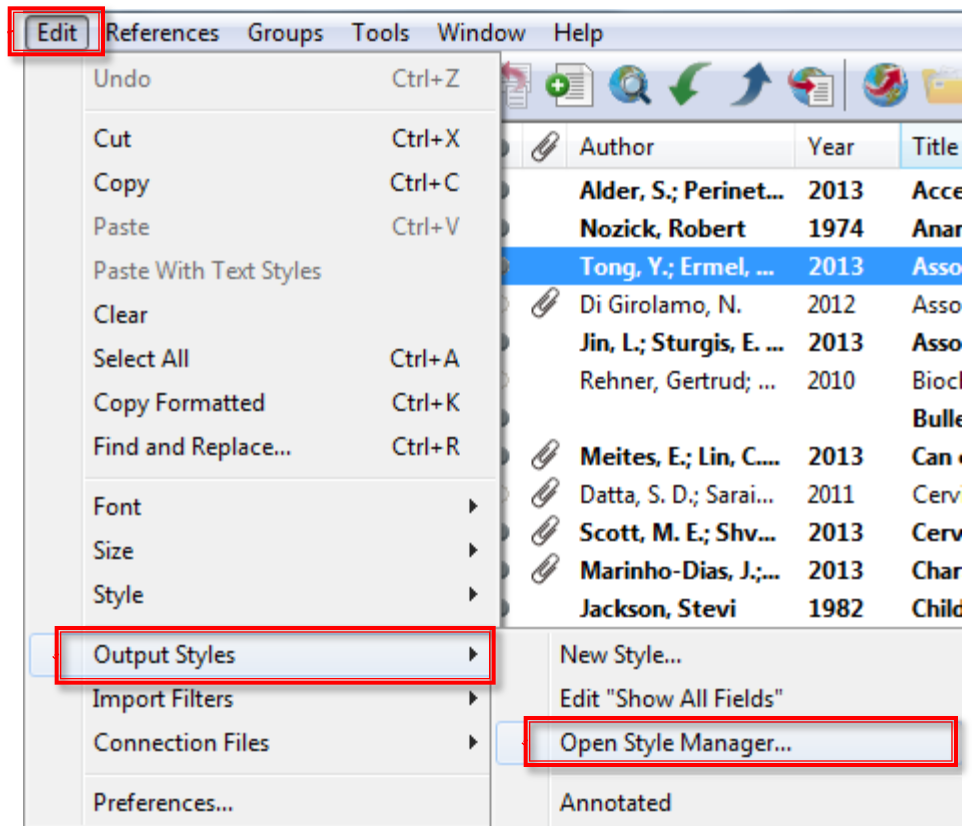 Edit References Groups Tools Window Help
Undo Ctrl+Z
Cut Ctrl+X
Copy Ctrl+C
Paste Ctrl+V
Paste With Text Styles
Clear
Select All Ctrl+A
Copy Formatted Ctrl+K
Find and Replace... Ctrl+R
Font
Size
Style
Output Styles
Import Filters
Connection Files
Preferences...
Author Year Title
Alder, S.; Perinet... 2013 Acce
Nozick, Robert 1974 Anar
Tong, Y.; Ermel, ... 2013 Asso
Di Girolamo, N. 2012 Asso
Jin, L.; Sturgis, E. ... 2013 Asso
Rehner, Gertrud; ... 2010 Bioc
Bulle
Meites, E.; Lin, C.... 2013 Can
Datta, S. D.; Sarai... 2011 Cerv
Scott, M. E.; Shv... 2013 Cerv
Marinho-Dias, J.;... 2013 Char
Jackson, Stevi 1982 Child
New Style...
Edit "Show All Fields"
Open Style Manager...
Annotated